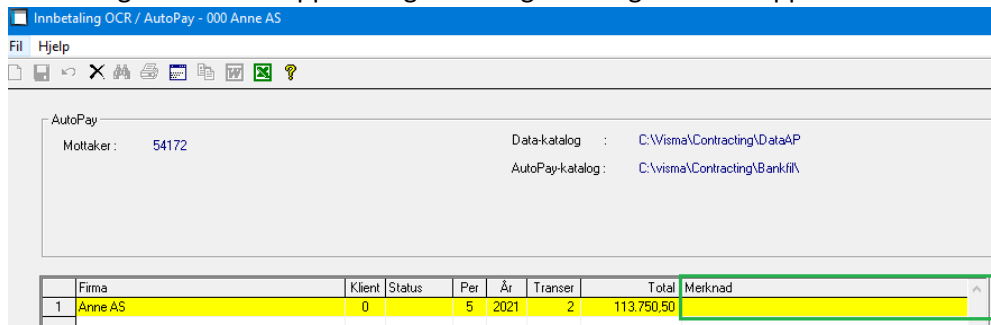 Innbetaling OCR / AutoPay - 000 Anne AS
Fil Hjelp
AutoPay
Mottaker : 54172
Data-katalog : C:\Visma\Contracting\DataAP
AutoPay-katalog : C:\visma\Contracting\Bankfil\
Firma Klient Status Per År Transer Total Merknad
1 Anne AS 0 5 2021 2 113.750,50